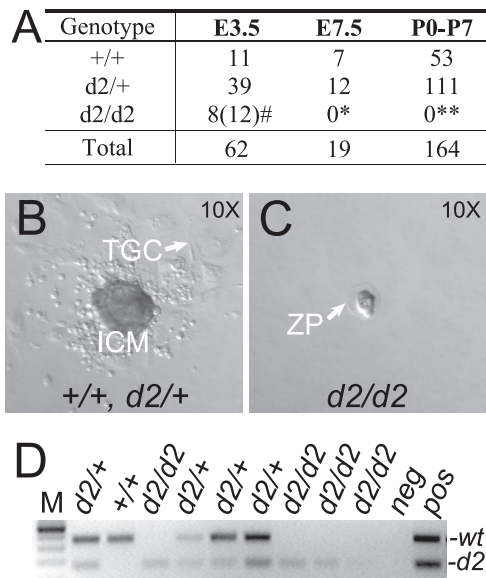 A
Genotype E3.5 E7.5 P0-P7
+/+ 11 7 53
d2/+ 39 12 111
d2/d2 8(12)# 0* 0**
Total 62 19 164
B 10X
TGC
ICM
+/+, d2/+
C 10X
ZP
d2/d2
D
M d2/+ +/+ d2/d2 d2/+ d2/+ d2/+ d2/d2 d2/d2 d2/d2 neg pos
-wt
-d2